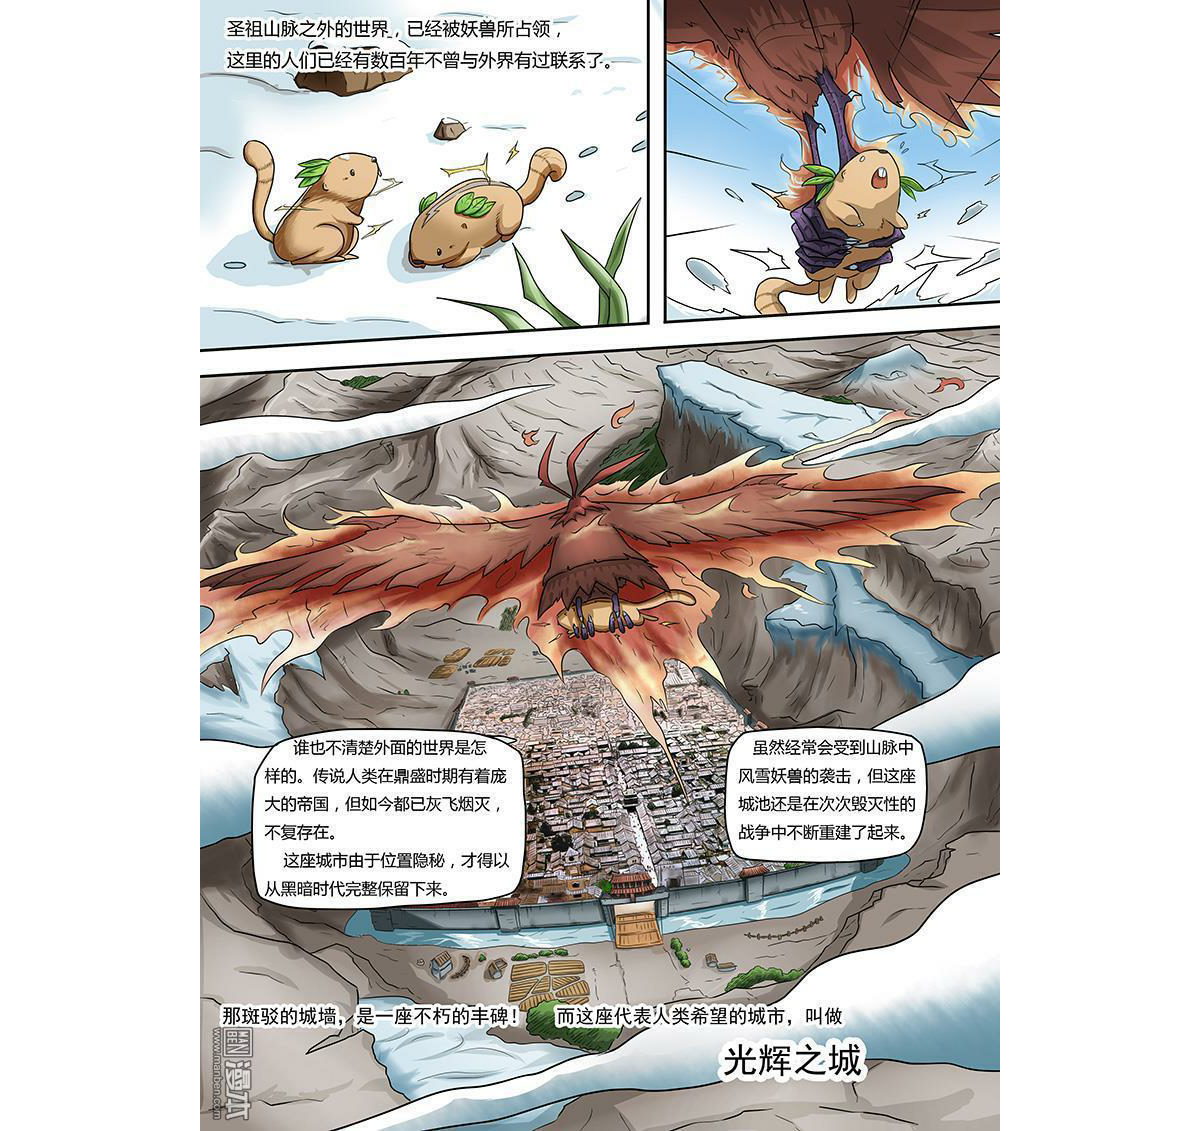 圣祖山脉之外的世界，已经被妖兽所占领，
这里的人们已经有数百年不曾与外界有过联系了。
谁也不清楚外面的世界是怎
样的。传说人类在鼎盛时期有着庞
大的帝国，但如今都已灰飞烟灭，
不复存在。
这座城市由于位置隐秘，才得以
从黑暗时代完整保留下来。
虽然经常会受到山脉中
风雪妖兽的袭击，但这座
城池还是在次次毁灭性的
战争中不断重建了起来。
那斑驳的城墙，是一座不朽的丰碑！ 而这座代表人类希望的城市，叫做
光辉之城
MAN
BEN
漫本
www.manben.com